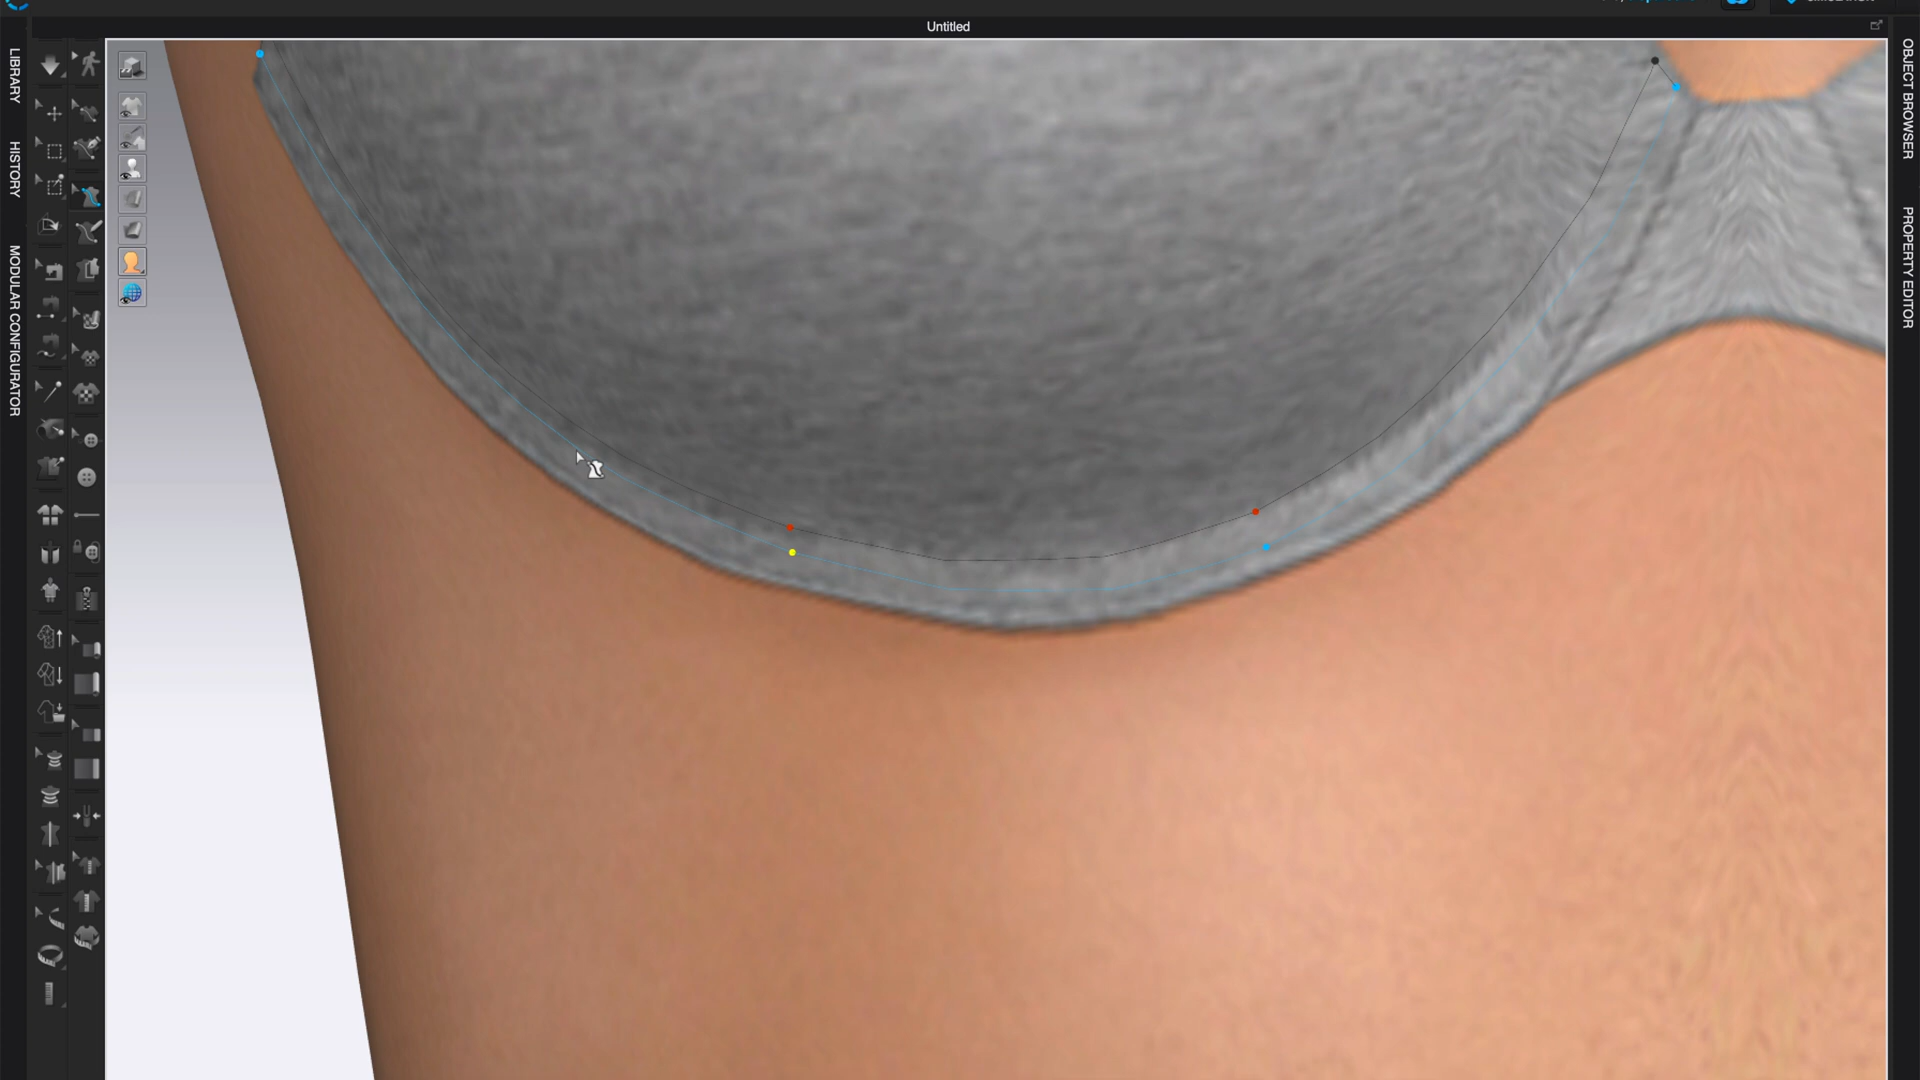 Untitled
LIBRARY
HISTORY
MODULAR CONFIGURATOR
OBJECT BROWSER
PROPERTY EDITOR